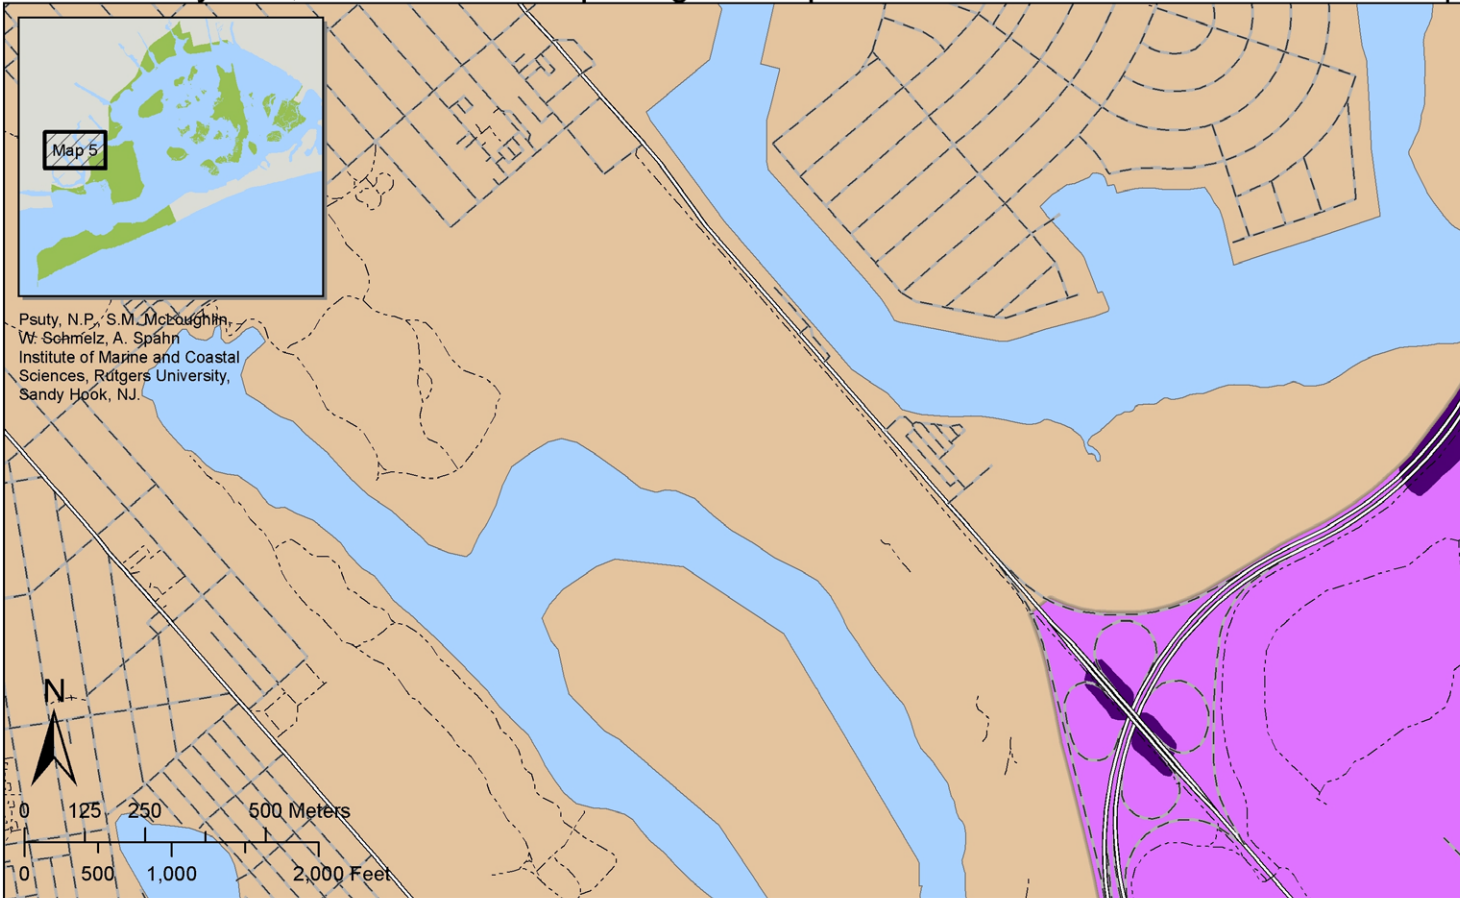 Map 5
Psuty, N.P., S.M. McLoughlin,
W. Schmelz, A. Spahn
Institute of Marine and Coastal
Sciences, Rutgers University,
Sandy Hook, NJ.
N
0 125 250 500 Meters
0 500 1,000 2,000 Feet